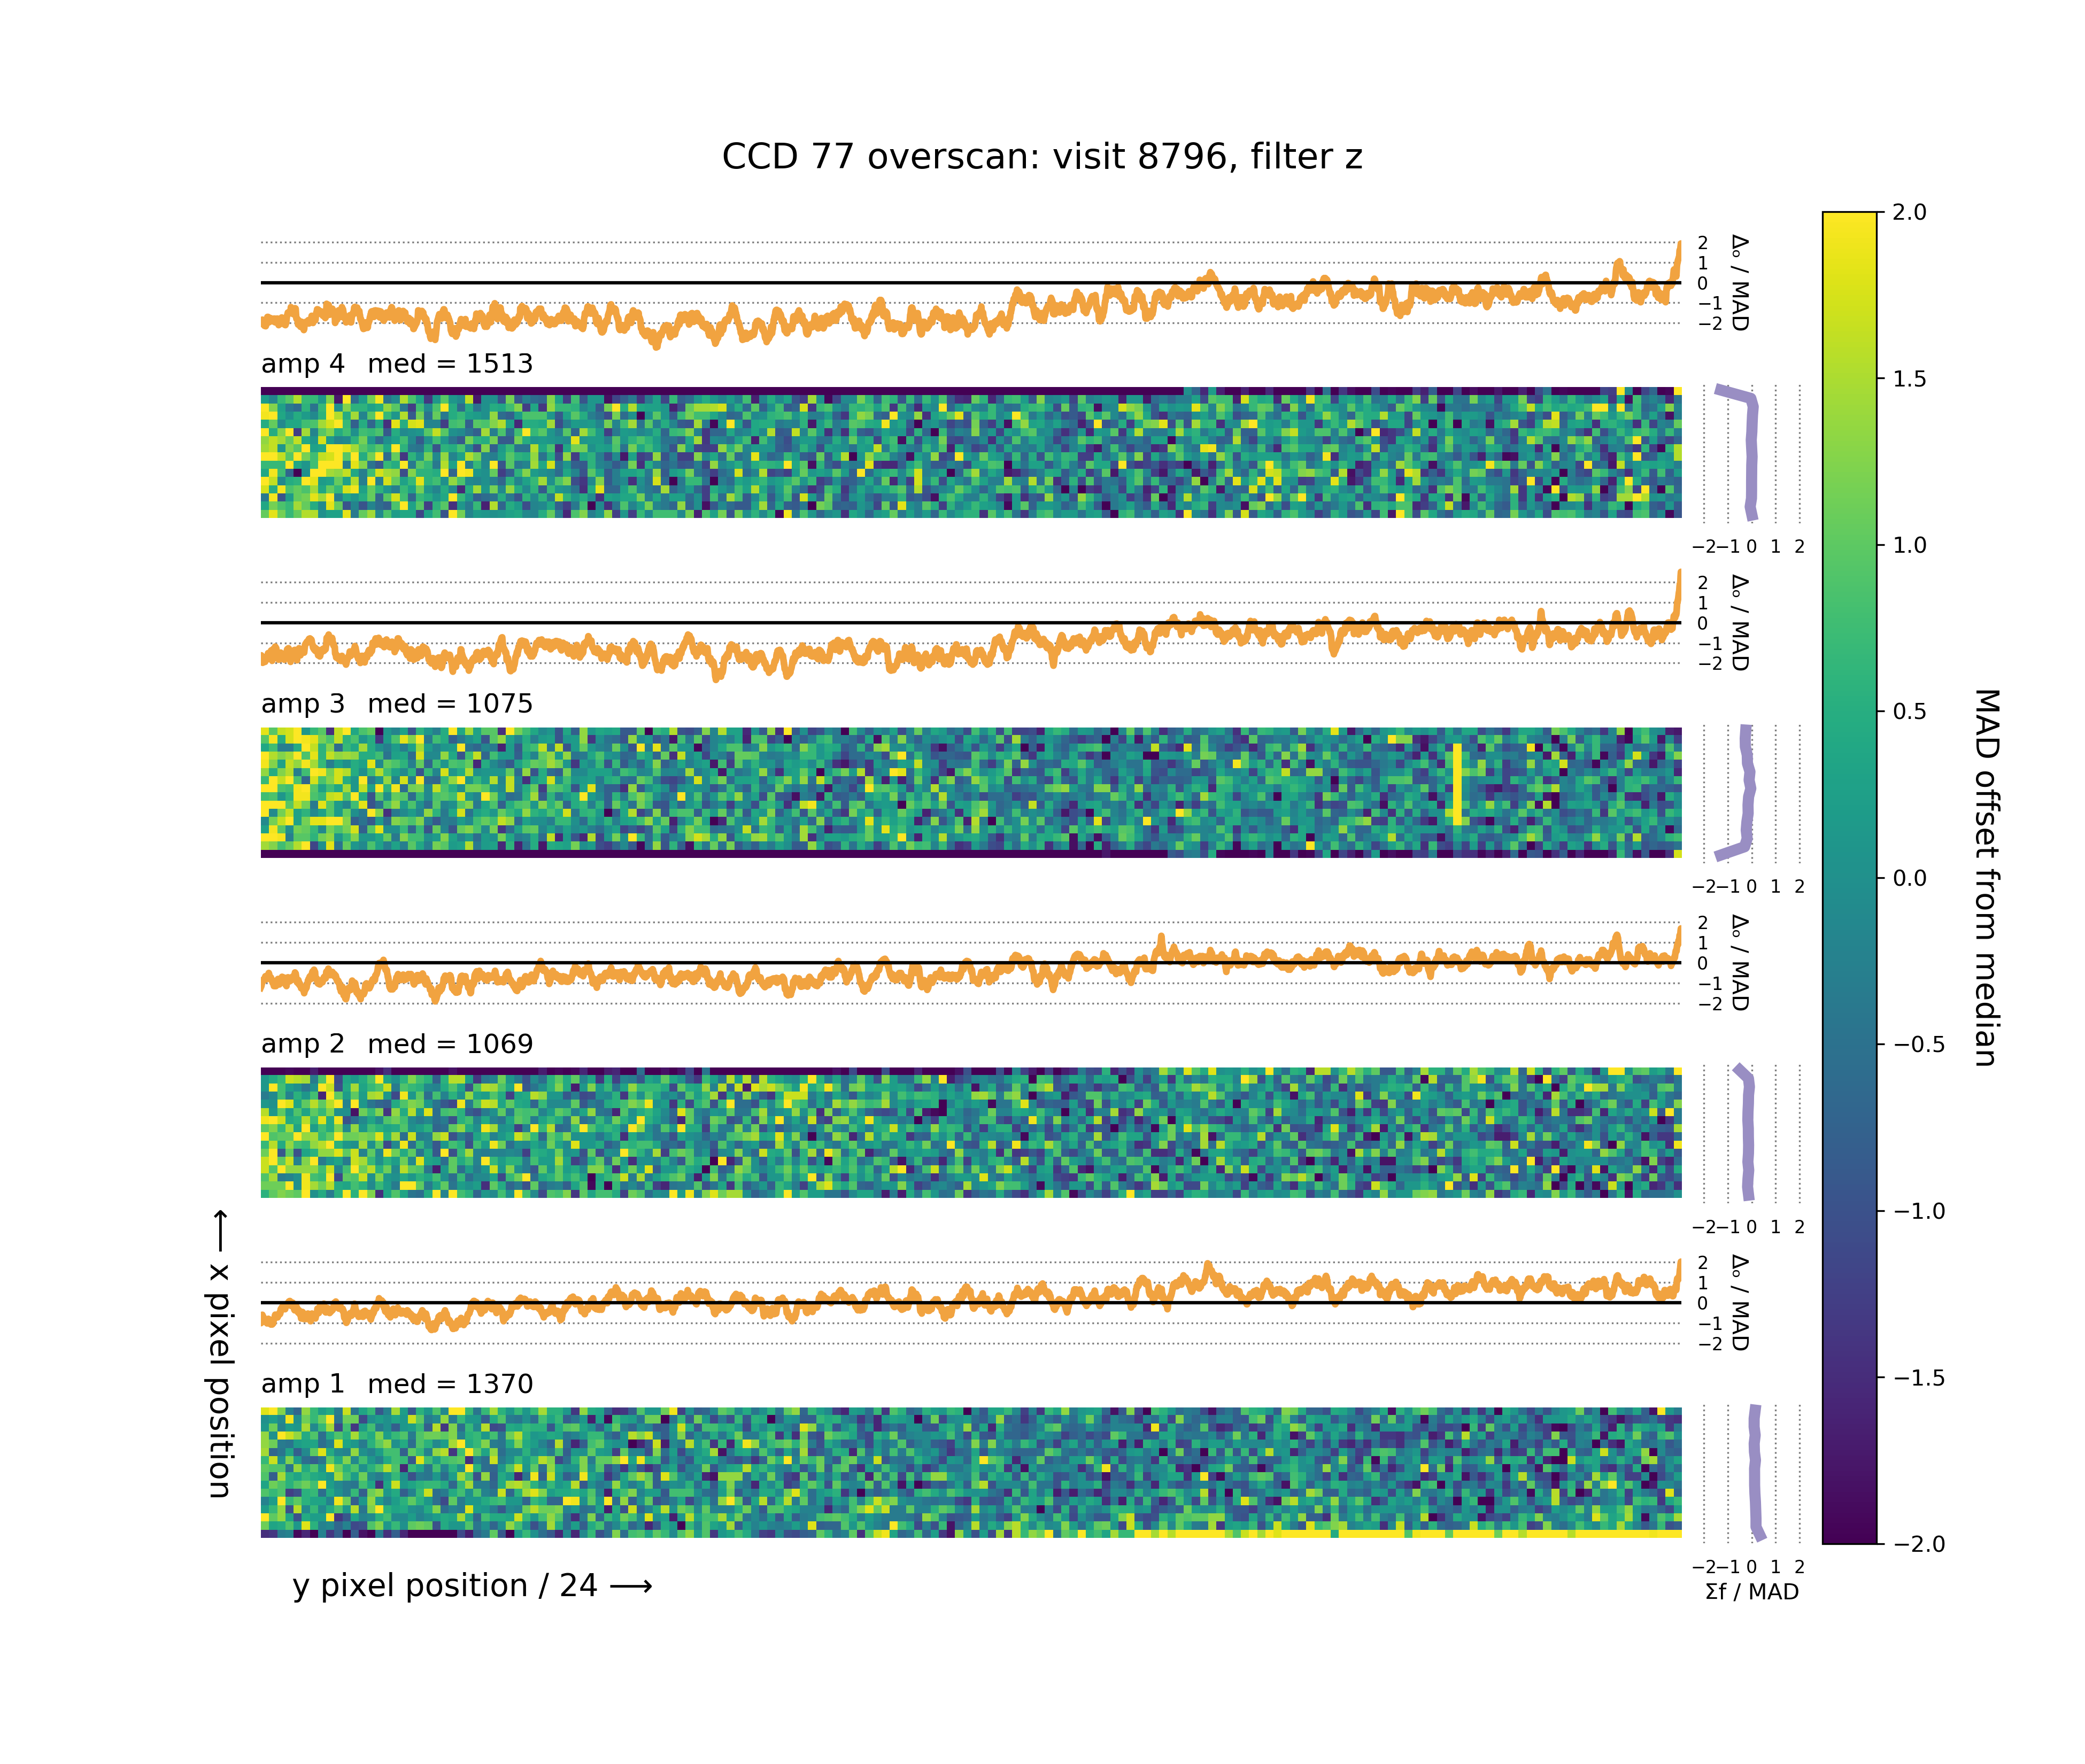 CCD 77 overscan: visit 8796, filter z
2
1
0
−1
−2
Δₒ / MAD
amp 4 med = 1513
−2 −1 0 1 2
2
1
0
−1
−2
Δₒ / MAD
amp 3 med = 1075
−2 −1 0 1 2
2
1
0
−1
−2
Δₒ / MAD
amp 2 med = 1069
−2 −1 0 1 2
2
1
0
−1
−2
Δₒ / MAD
amp 1 med = 1370
−2 −1 0 1 2
Σf / MAD
⟵ x pixel position
y pixel position / 24 ⟶
2.0
1.5
1.0
0.5
0.0
−0.5
−1.0
−1.5
−2.0
MAD offset from median